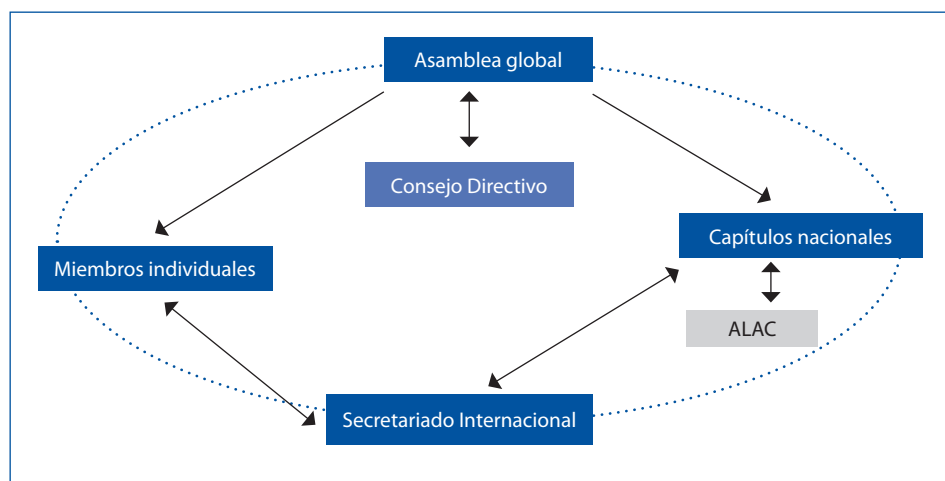 Asamblea global
Consejo Directivo
Capítulos nacionales
Miembros individuales
ALAC
Secretariado Internacional